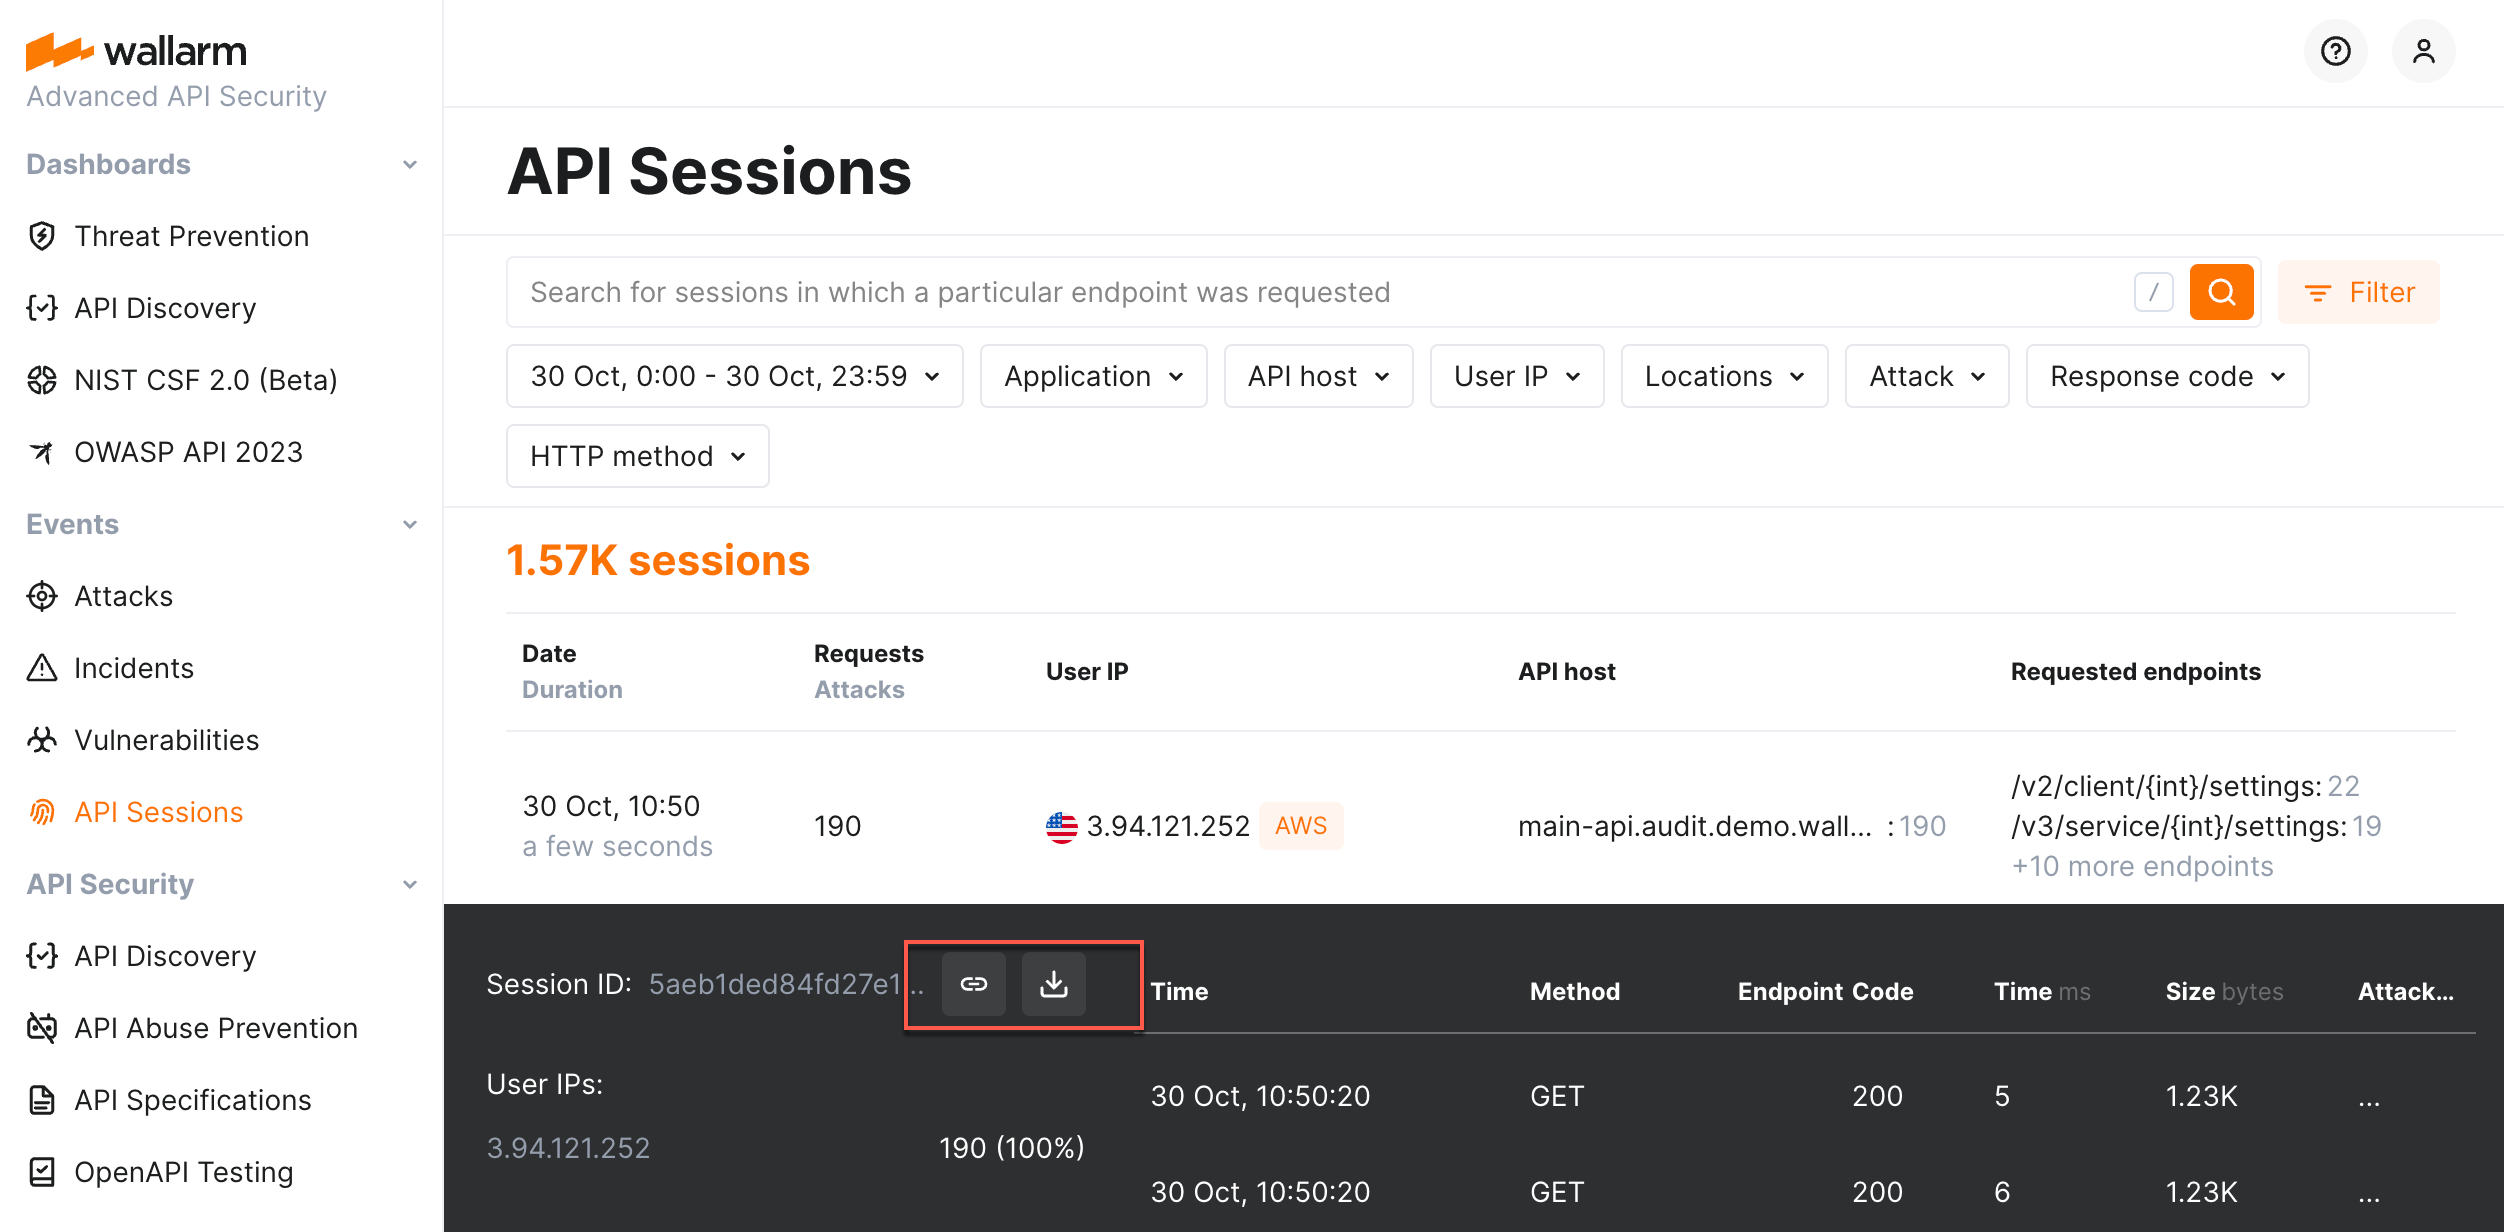 wallarm
Advanced API Security
Dashboards
Threat Prevention
API Discovery
NIST CSF 2.0 (Beta)
OWASP API 2023
Events
Attacks
Incidents
Vulnerabilities
API Sessions
API Security
API Discovery
API Abuse Prevention
API Specifications
OpenAPI Testing
API Sessions
Search for sessions in which a particular endpoint was requested /
Filter
30 Oct, 0:00 - 30 Oct, 23:59 Application API host User IP Locations Attack Response code
HTTP method
1.57K sessions
Date Requests User IP API host Requested endpoints
Duration Attacks
30 Oct, 10:50
a few seconds
190
3.94.121.252 AWS
main-api.audit.demo.wall... :190
/v2/client/{int}/settings:22
/v3/service/{int}/settings:19
+10 more endpoints
Session ID: 5aeb1ded84fd27e1...
User IPs:
3.94.121.252 190 (100%)
Time Method Endpoint Code Time ms Size bytes Attack...
30 Oct, 10:50:20 GET 200 5 1.23K ...
30 Oct, 10:50:20 GET 200 6 1.23K ...